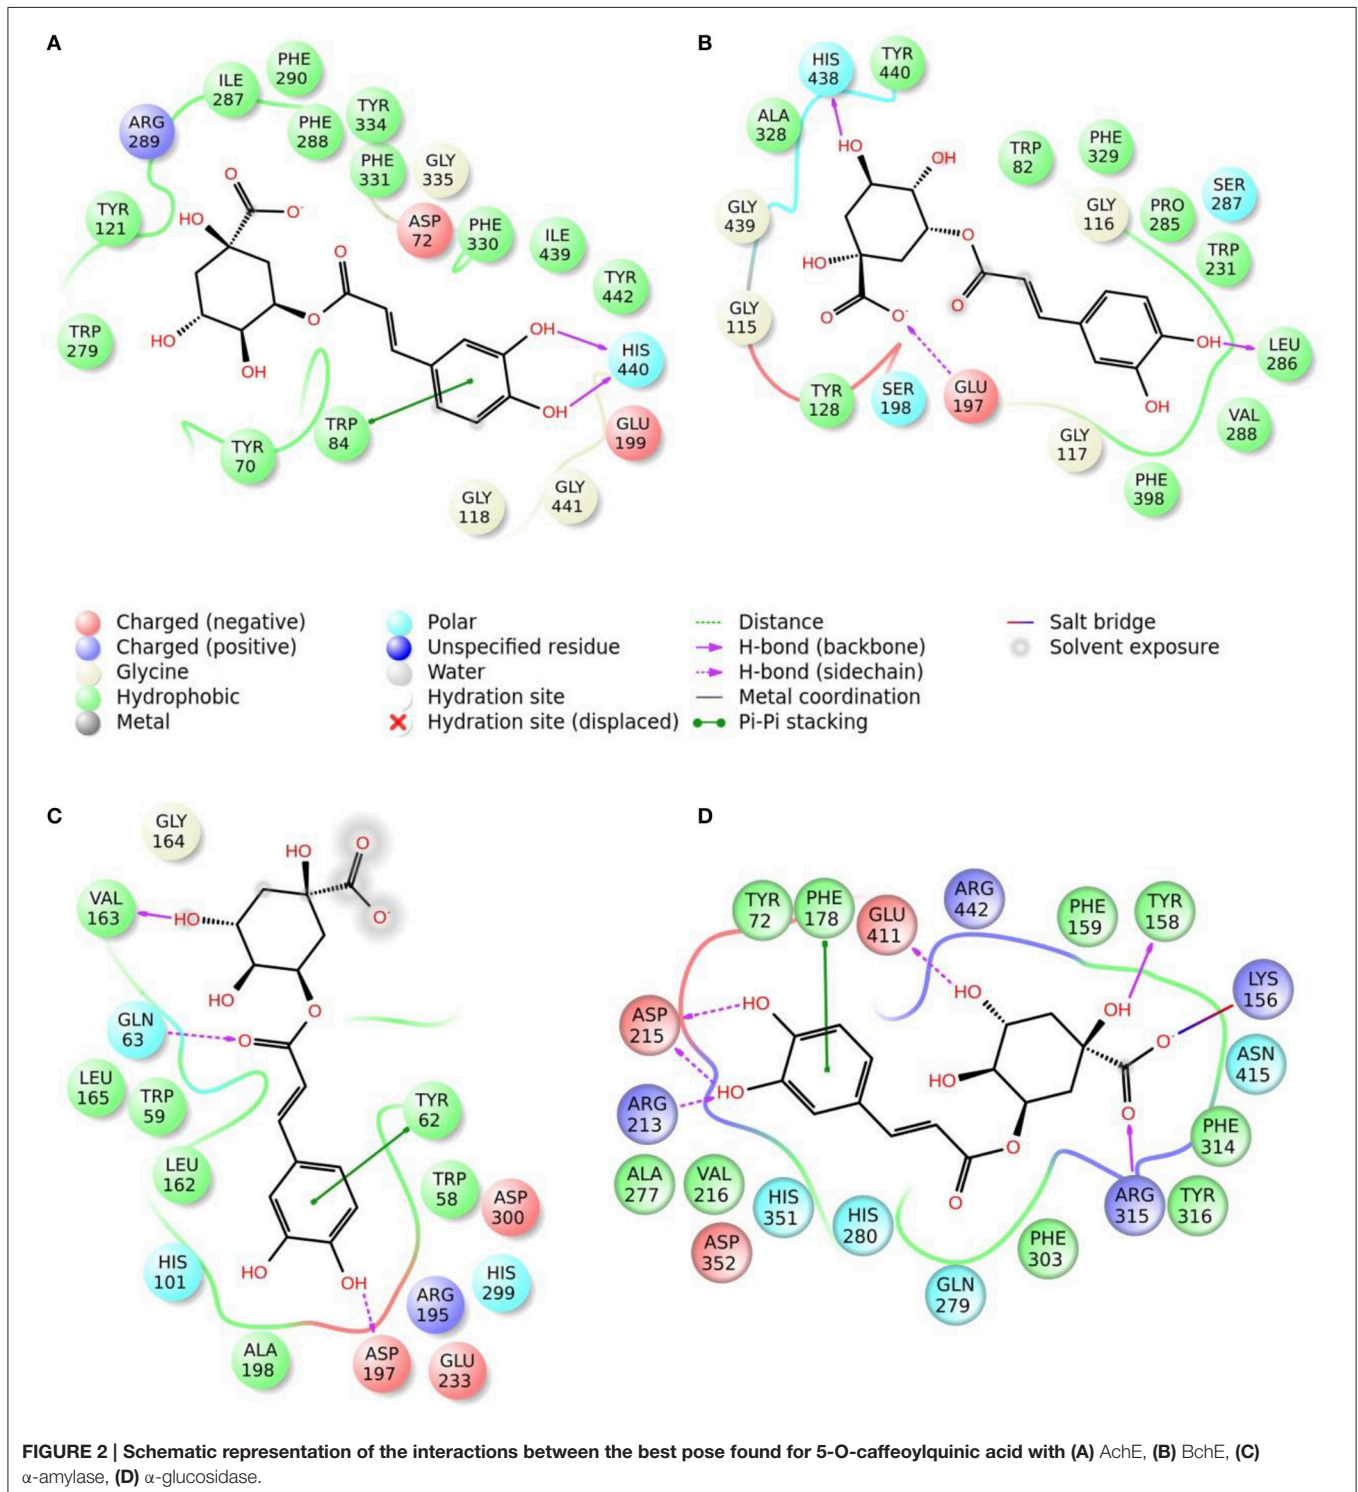 A
PHE
290
ILE
287
ARG
289
PHE
288
TYR
334
PHE
331
GLY
335
TYR
121
ASP
72
PHE
330
ILE
439
TYR
442
TRP
279
HIS
440
TYR
70
TRP
84
GLU
199
GLY
118
GLY
441
O
HO
O-
O
O
HO
OH
OH
OH
B
HIS
438
TYR
440
ALA
328
TRP
82
PHE
329
SER
287
GLY
439
GLY
116
PRO
285
TRP
231
GLY
115
LEU
286
TYR
128
SER
198
GLU
197
GLY
117
VAL
288
PHE
398
HO
OH
O
HO
O
O-
O
OH
OH
Charged (negative)
Charged (positive)
Glycine
Hydrophobic
Metal
Polar
Unspecified residue
Water
Hydration site
Hydration site (displaced)
Distance
H-bond (backbone)
H-bond (sidechain)
Metal coordination
Pi-Pi stacking
Salt bridge
Solvent exposure
C
GLY
164
VAL
163
GLN
63
LEU
165
TRP
59
TYR
62
LEU
162
TRP
58
ASP
300
HIS
101
ARG
195
HIS
299
ALA
198
ASP
197
GLU
233
HO
O
O-
HO
HO
O
O
HO
OH
D
TYR
72
PHE
178
GLU
411
ARG
442
PHE
159
TYR
158
LYS
156
ASP
215
ASN
415
ARG
213
PHE
314
ALA
277
VAL
216
HIS
351
HIS
280
ARG
315
TYR
316
ASP
352
PHE
303
GLN
279
HO
HO
HO
OH
O-
HO
O
O
O
FIGURE 2 | Schematic representation of the interactions between the best pose found for 5-O-caffeoylquinic acid with (A) AchE, (B) BchE, (C)
α-amylase, (D) α-glucosidase.